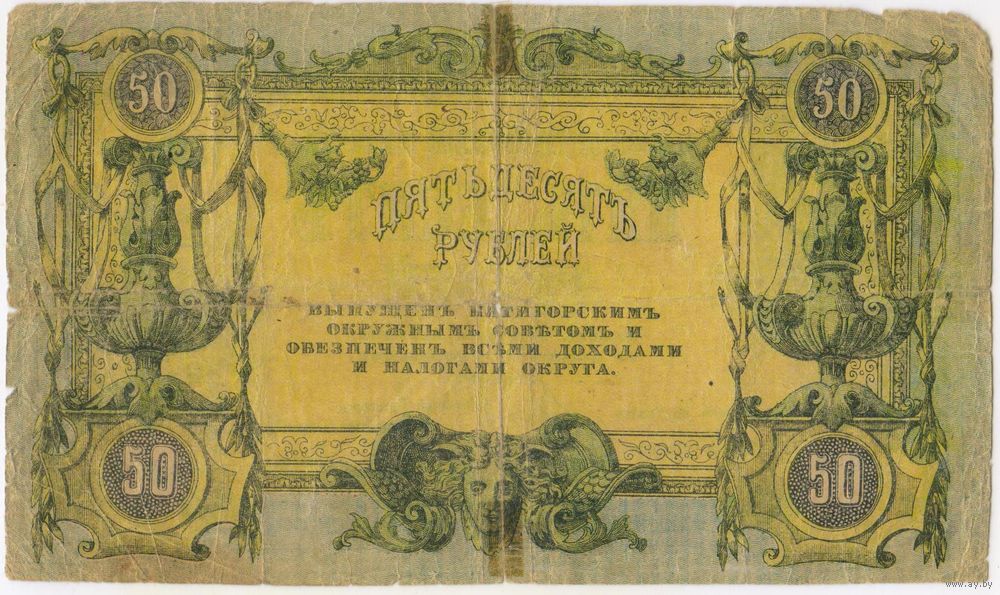 50 50
ПЯТЬДЕСЯТЪ
РУБЛЕЙ
ВЫПУЩЕНЪ ПЯТИГОРСКИМЪ
ОКРУЖНЫМЪ СОВѢТОМЪ И
ОБЕЗПЕЧЕНЪ ВСѢМИ ДОХОДАМИ
И НАЛОГАМИ ОКРУГА.
50 50
www.ay.by